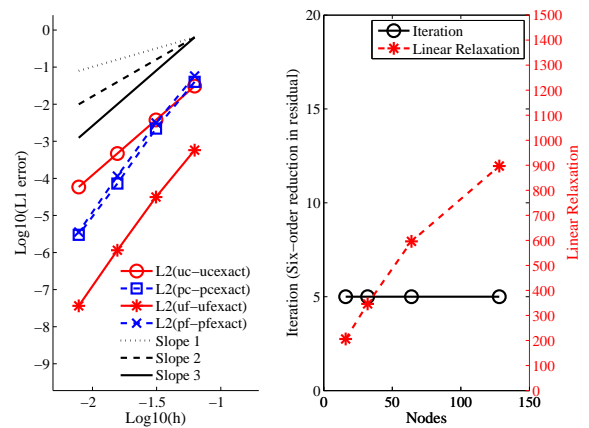 0
−1
−2
−3
−4
−5
−6
−7
−8
−9
Log10(L1 error)
L2(uc−ucexact)
L2(pc−pcexact)
L2(uf−ufexact)
L2(pf−pfexact)
Slope 1
Slope 2
Slope 3
−2
−1.5
−1
Log10(h)
20
15
10
5
0
Iteration (Six−order reduction in residual)
Iteration
Linear Relaxation
0
50
100
150
Nodes
1500
1400
1300
1200
1100
1000
900
800
700
600
500
400
300
200
100
0
Linear Relaxation